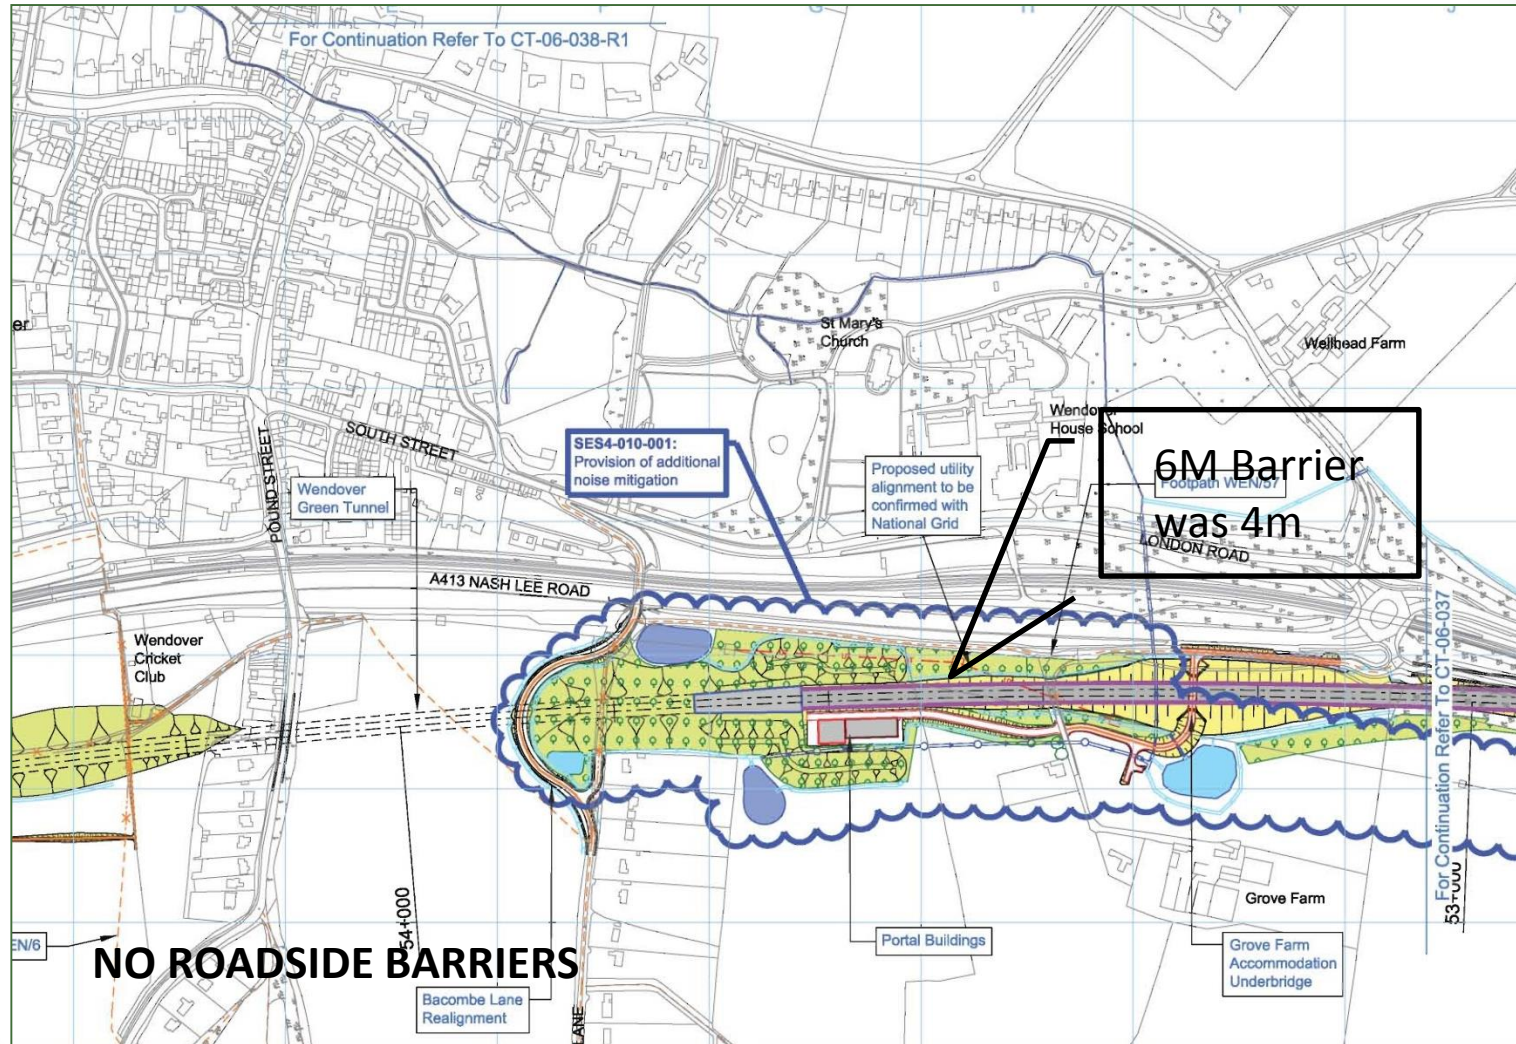 D E F G H I J
For Continuation Refer To CT-06-038-R1
er
St Mary's
Church
Wellhead Farm
Wendover
House School
6M Barrier
was 4m
Footpath WEN/57
LONDON ROAD
POUND STREET
SOUTH STREET
SES4-010-001:
Provision of additional
noise mitigation
Proposed utility
alignment to be
confirmed with
National Grid
Wendover
Green Tunnel
A413 NASH LEE ROAD
Wendover
Cricket
Club
For Continuation Refer To CT-06-037
53+000
54+000
EN/6
NO ROADSIDE BARRIERS
Portal Buildings
Grove Farm
Grove Farm
Accommodation
Underbridge
Bacombe Lane
Realignment
LANE